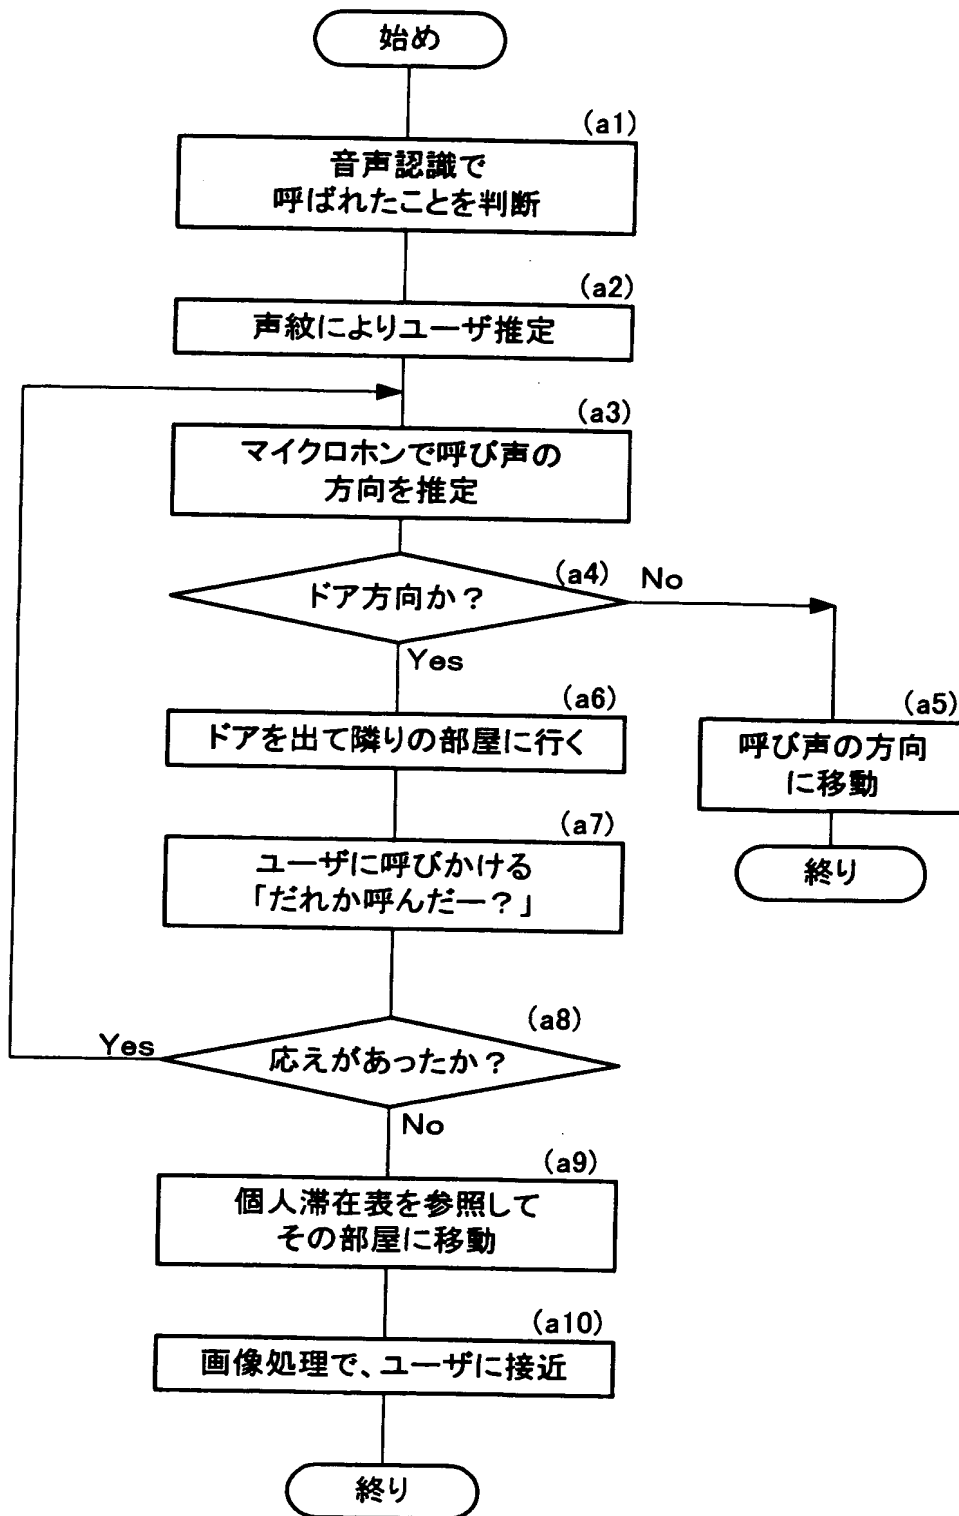 始め
(a1)
音声認識で
呼ばれたことを判断
(a2)
声紋によりユーザ推定
(a3)
マイクロホンで呼び声の
方向を推定
(a4)
ドア方向か？
No
Yes
(a5)
呼び声の方向
に移動
終り
(a6)
ドアを出て隣りの部屋に行く
(a7)
ユーザに呼びかける
「だれか呼んだー？」
(a8)
応えがあったか？
Yes
No
(a9)
個人滞在表を参照して
その部屋に移動
(a10)
画像処理で、ユーザに接近
終り